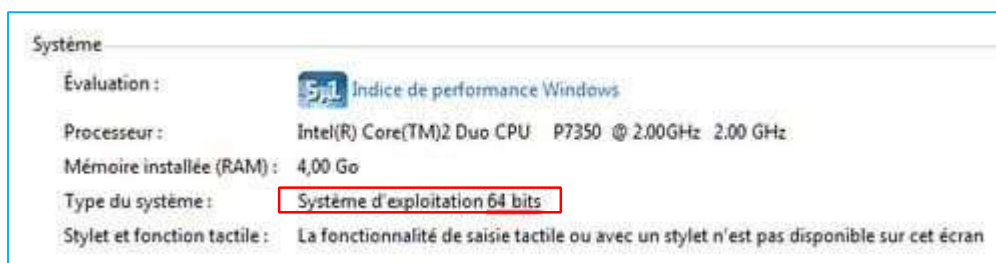 Système
Évaluation :
5,1 Indice de performance Windows
Processeur :
Intel(R) Core(TM)2 Duo CPU P7350 @ 2.00GHz 2.00 GHz
Mémoire installée (RAM) :
4,00 Go
Type du système :
Système d'exploitation 64 bits
Stylet et fonction tactile :
La fonctionnalité de saisie tactile ou avec un stylet n'est pas disponible sur cet écran